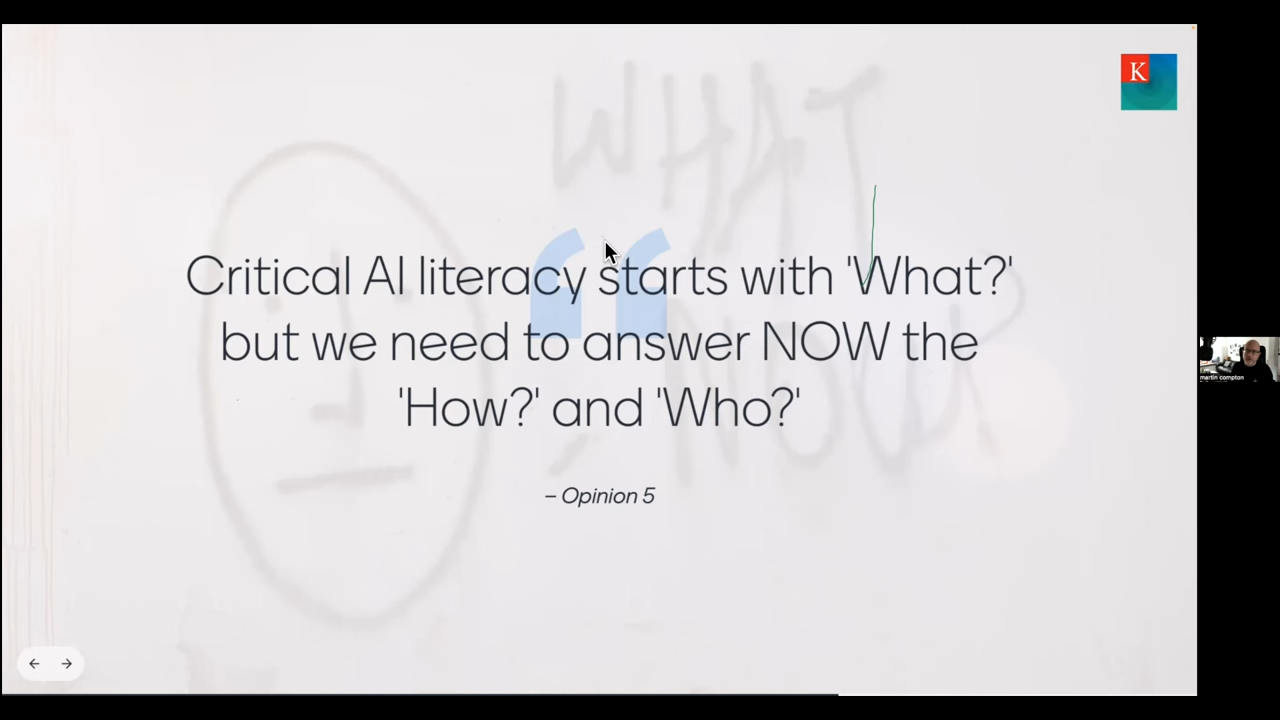 K
WHAT
NOW?
Critical AI literacy starts with 'What?'
but we need to answer NOW the
'How?' and 'Who?'
– Opinion 5
martin compton